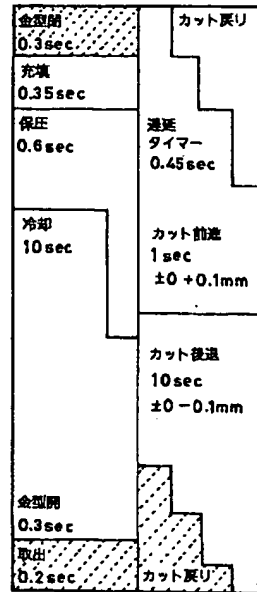 金型閉
0.3sec
カット戻り
充填
0.35sec
保圧
0.6sec
遅延
タイマー
0.45sec
冷却
10sec
カット前進
1sec
±0+0.1mm
カット後退
10sec
±0-0.1mm
金型開
0.3sec
取出
0.2sec
カット戻り